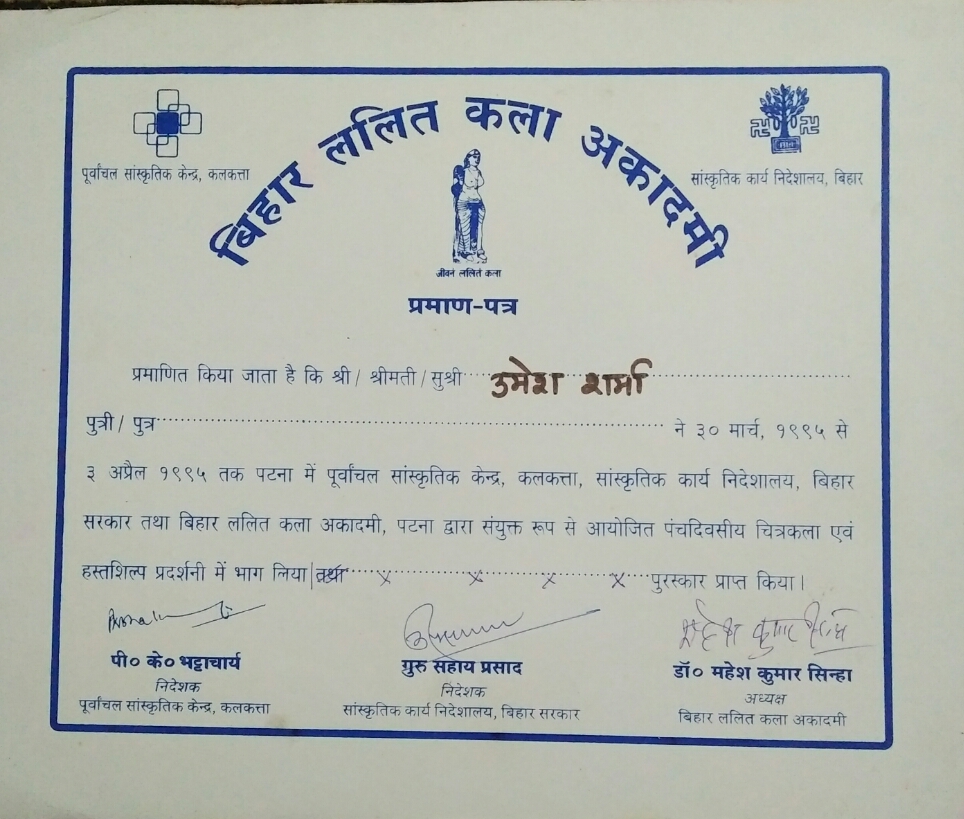 बिहार ललित कला अकादमी
पूर्वांचल सांस्कृतिक केन्द्र, कलकत्ता
सांस्कृतिक कार्य निदेशालय, बिहार
जीवनं ललितं कला
प्रमाण-पत्र
प्रमाणित किया जाता है कि श्री/ श्रीमती/सुश्री उमेश शर्मा
पुत्री/ पुत्र ने ३० मार्च, १९९५ से
३ अप्रैल १९९५ तक पटना में पूर्वांचल सांस्कृतिक केन्द्र, कलकत्ता, सांस्कृतिक कार्य निदेशालय, बिहार
सरकार तथा बिहार ललित कला अकादमी, पटना द्वारा संयुक्त रूप से आयोजित पंचदिवसीय चित्रकला एवं
हस्तशिल्प प्रदर्शनी में भाग लिया|तथा x x x x पुरस्कार प्राप्त किया।
महेश कुमार सिन्हा
पी० के० भट्टाचार्य
गुरु सहाय प्रसाद
डॉ० महेश कुमार सिन्हा
निदेशक
निदेशक
अध्यक्ष
पूर्वांचल सांस्कृतिक केन्द्र, कलकत्ता
सांस्कृतिक कार्य निदेशालय, बिहार सरकार
बिहार ललित कला अकादमी